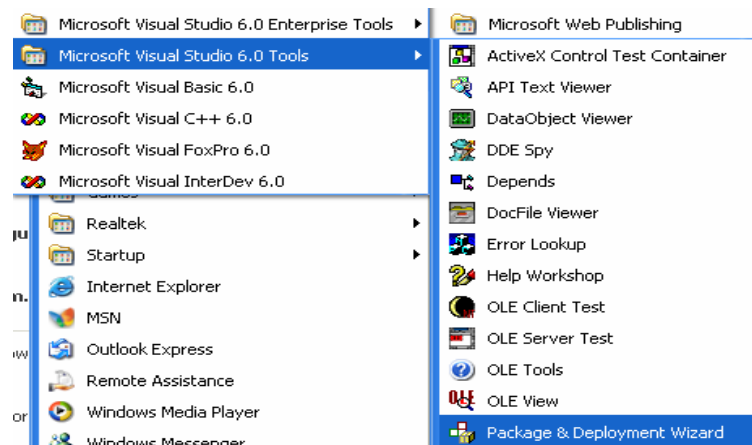 Microsoft Visual Studio 6.0 Enterprise Tools
Microsoft Visual Studio 6.0 Tools
Microsoft Visual Basic 6.0
Microsoft Visual C++ 6.0
Microsoft Visual FoxPro 6.0
Microsoft Visual InterDev 6.0
Realtek
Startup
Internet Explorer
MSN
Outlook Express
Remote Assistance
Windows Media Player
Windows Messenger
Microsoft Web Publishing
ActiveX Control Test Container
API Text Viewer
DataObject Viewer
DDE Spy
Depends
DocFile Viewer
Error Lookup
Help Workshop
OLE Client Test
OLE Server Test
OLE Tools
OLE View
Package & Deployment Wizard